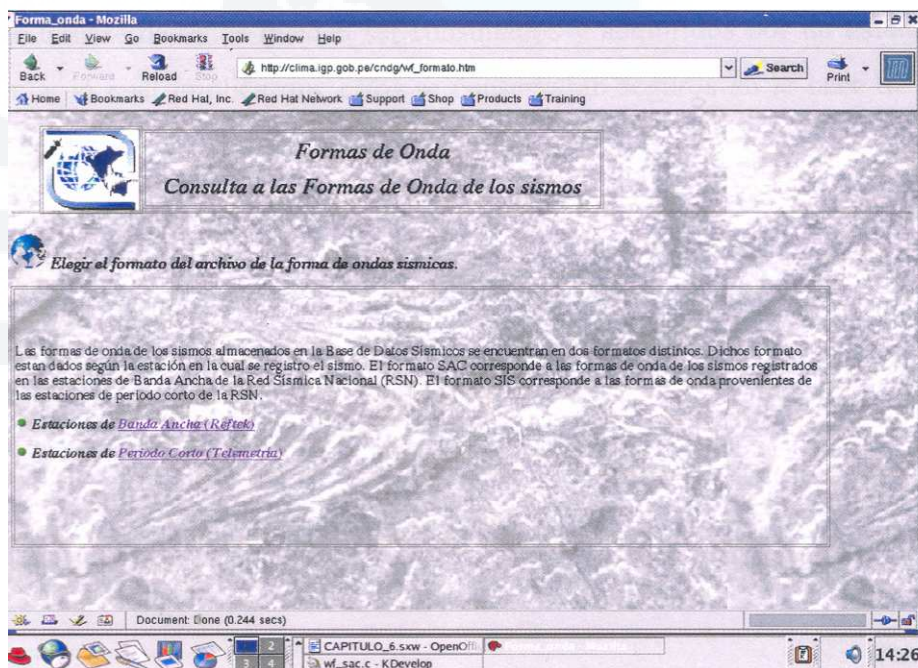 Forma_onda - Mozilla
File Edit View Go Bookmarks Tools Window Help
Back Forward Reload Stop http://clima.igp.gob.pe/cndg/wf_formato.htm Search Print
Home Bookmarks Red Hat, Inc. Red Hat Network Support Shop Products Training
Formas de Onda
Consulta a las Formas de Onda de los sismos
Elegir el formato del archivo de la forma de ondas sismicas.
Las formas de onda de los sismos almacenados en la Base de Datos Sísmicos se encuentran en dos formatos distintos. Dichos formato
estan dados según la estación en la cual se registro el sismo. El formato SAC corresponde a las formas de onda de los sismos registrados
en las estaciones de Banda Ancha de la Red Sísmica Nacional (RSN). El formato SIS corresponde a las formas de onda provenientes de
las estaciones de periodo corto de la RSN.
Estaciones de Banda Ancha (Reftek)
Estaciones de Periodo Corto (Telemetria)
Document: Done (0.244 secs)
2 CAPITULO_6.sxw - OpenOffi
3 4 wf_sac.c - KDevelop
14:26